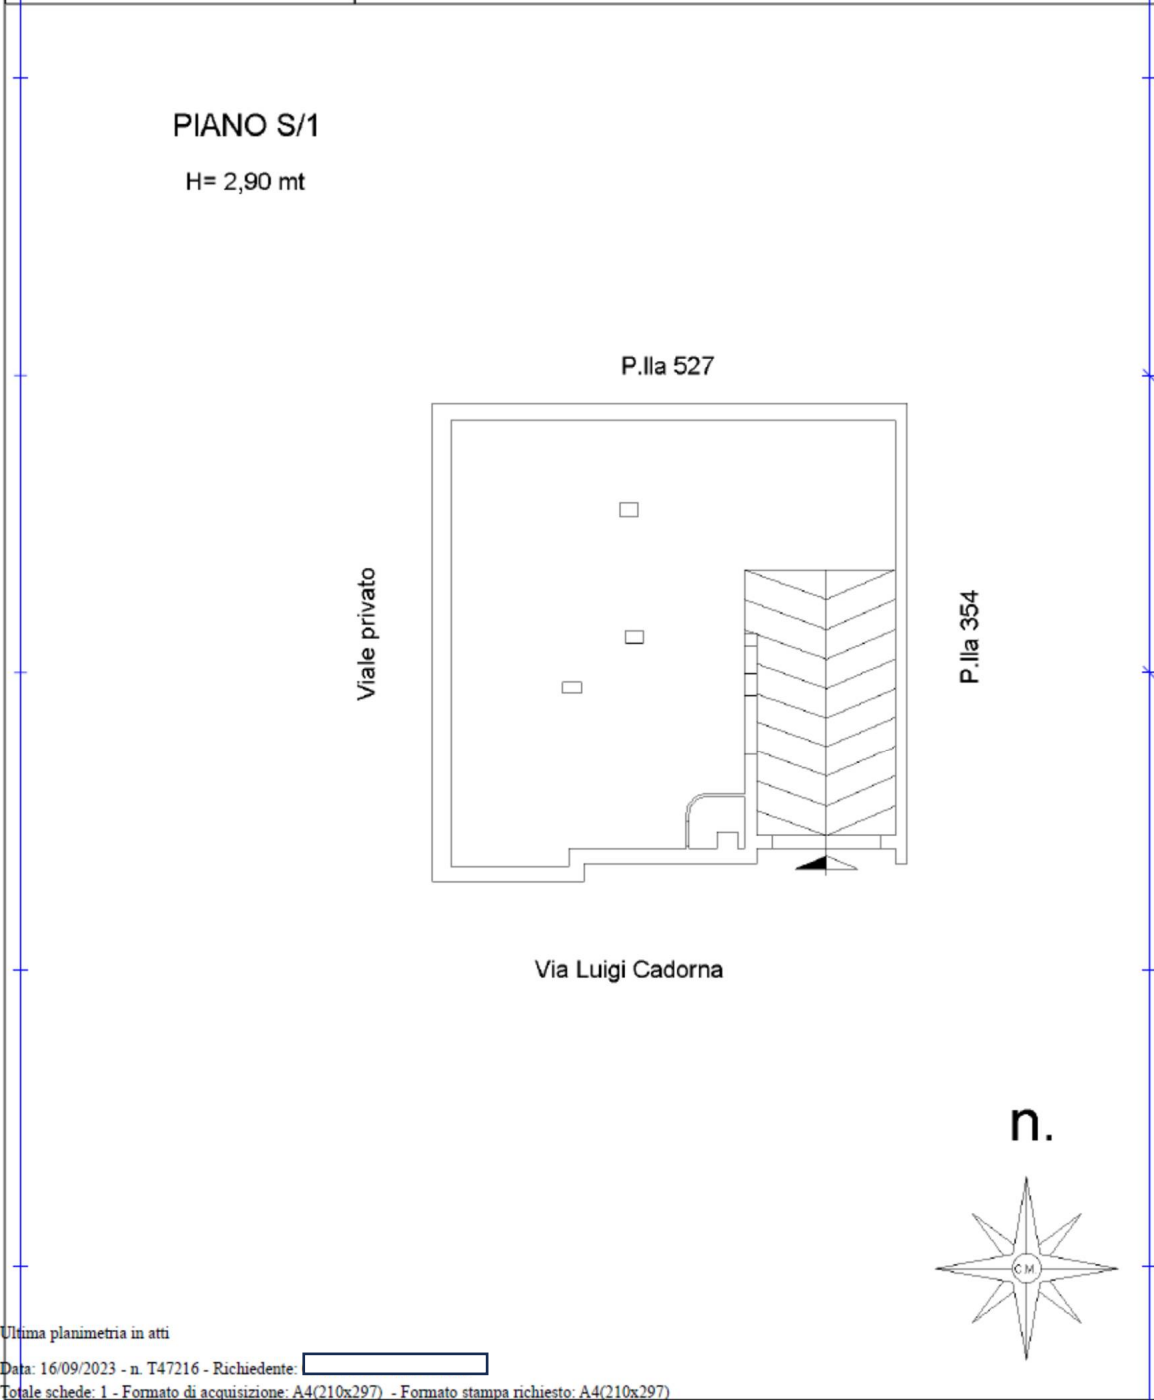 PIANO S/1
H= 2,90 mt
P.lla 527
Viale privato
P.lla 354
Via Luigi Cadorna
n.
C.M.
Ultima planimetria in atti
Data: 16/09/2023 - n. T47216 - Richiedente:
Totale schede: 1 - Formato di acquisizione: A4(210x297) - Formato stampa richiesto: A4(210x297)